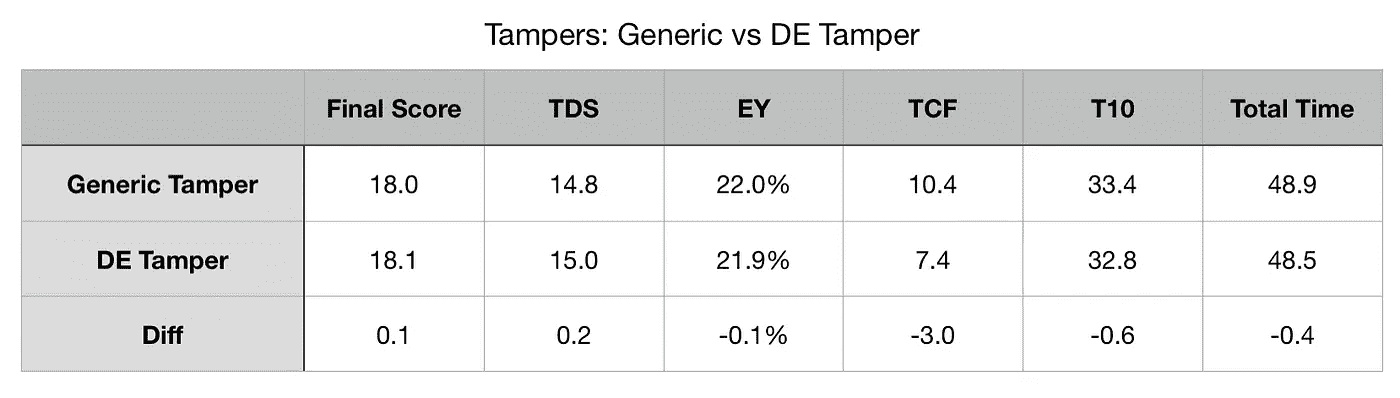 Tampers: Generic vs DE Tamper
Final Score TDS EY TCF T10 Total Time
Generic Tamper 18.0 14.8 22.0% 10.4 33.4 48.9
DE Tamper 18.1 15.0 21.9% 7.4 32.8 48.5
Diff 0.1 0.2 -0.1% -3.0 -0.6 -0.4